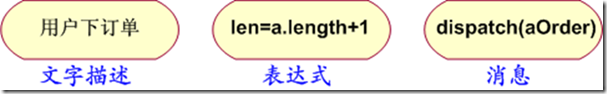 用户下订单 len=a.length+1 dispatch(aOrder)
文字描述 表达式 消息